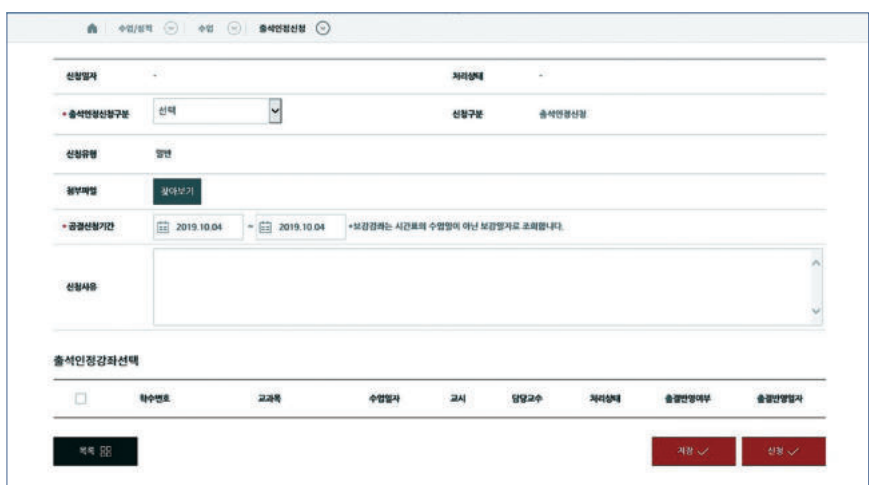 수업/성적 수업 출석인정신청
신청일자 - 처리상태 -
* 출석인정신청구분 선택 신청구분 출석인정신청
신청유형 일반
첨부파일 찾아보기
* 공결신청기간 2019.10.04 ~ 2019.10.04 *보강강좌는 시간표의 수업일이 아닌 보강일자로 조회합니다.
신청사유
출석인정강좌선택
학수번호 교과목 수업일자 교시 담당교수 처리상태 출결반영여부 출결반영일자
목록 저장 신청